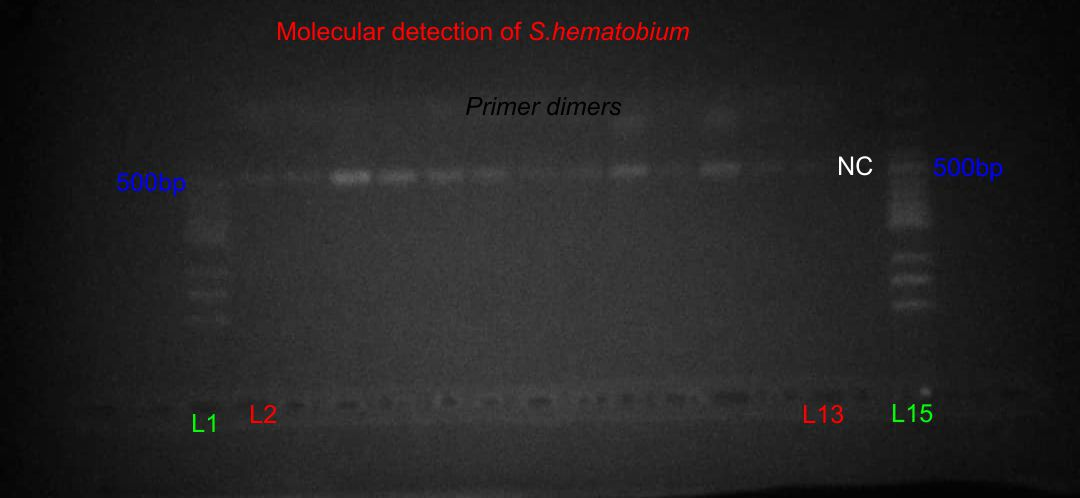 Molecular detection of S.hematobium
Primer dimers
500bp
NC
500bp
L1
L2
L13
L15